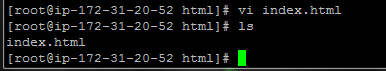 [root@ip-172-31-20-52 html]# vi index.html
[root@ip-172-31-20-52 html]# ls
index.html
[root@ip-172-31-20-52 html]#